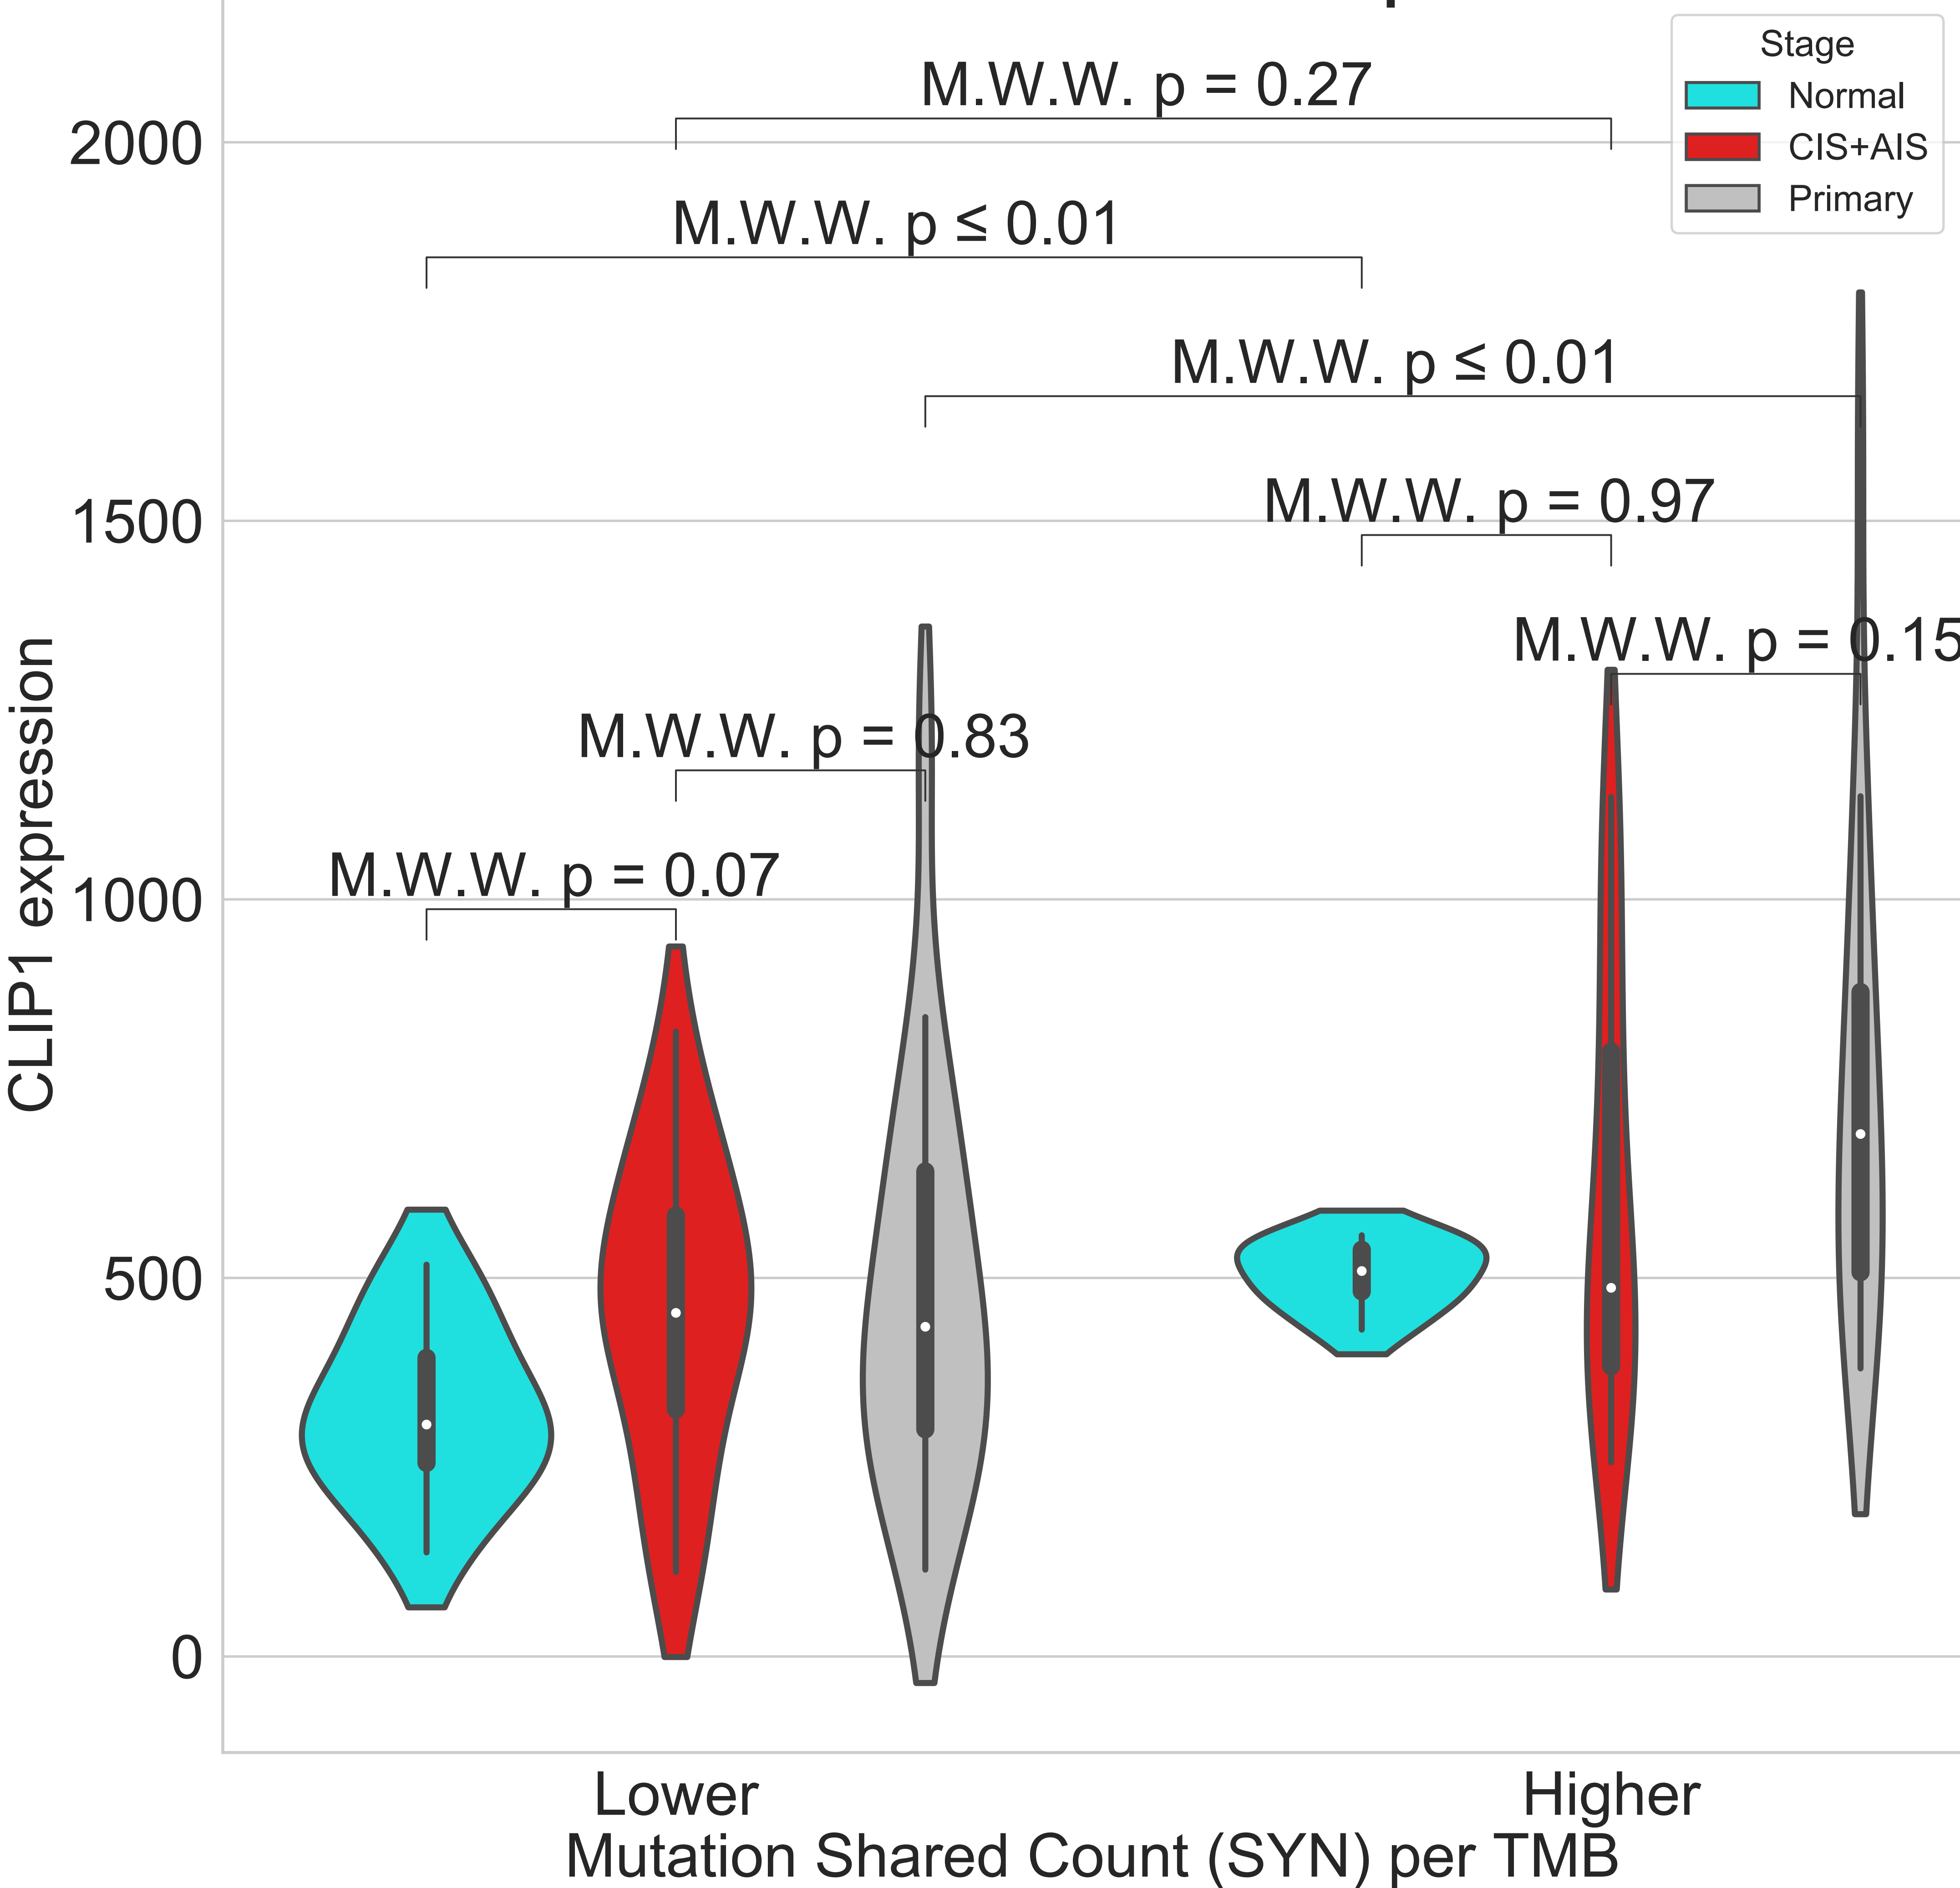 Stage
Normal
CIS+AIS
Primary
M.W.W. p = 0.27
2000
M.W.W. p ≤ 0.01
M.W.W. p ≤ 0.01
1500
M.W.W. p = 0.97
M.W.W. p = 0.15
M.W.W. p = 0.83
CLIP1 expression
1000
M.W.W. p = 0.07
500
0
Lower
Higher
Mutation Shared Count (SYN) per TMB